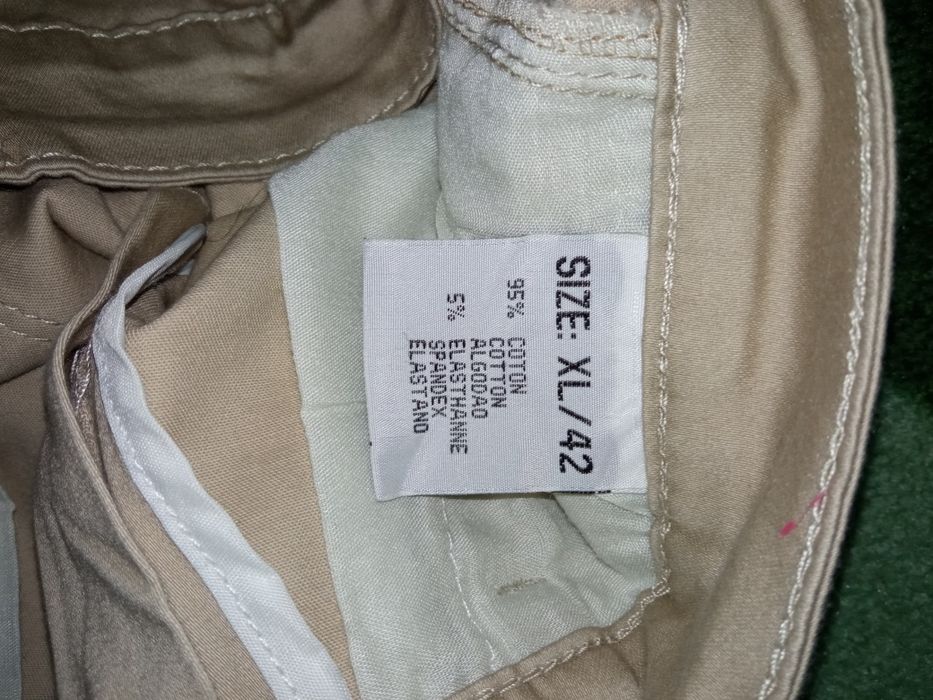 SIZE: XL/42
95% COTON
COTTON
ALGODAO
5% ELASTHANNE
SPANDEX
ELASTANO